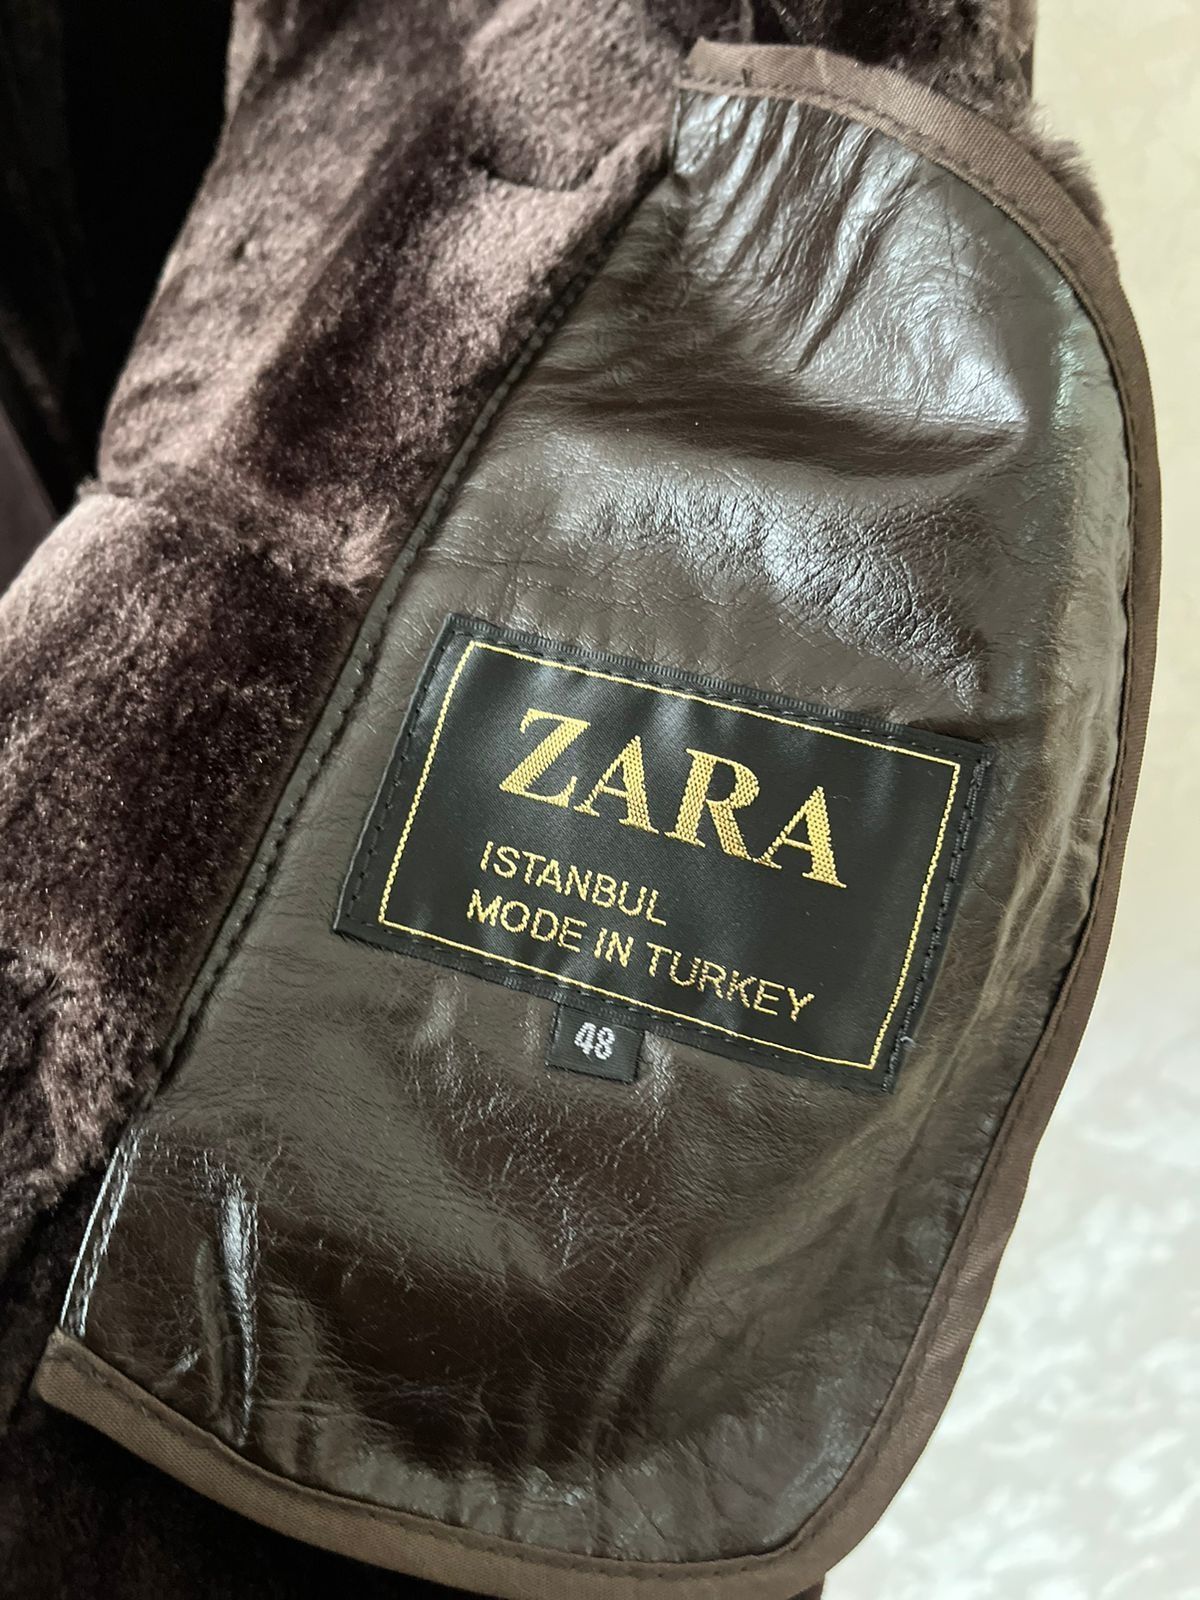 ZARA
ISTANBUL
MODE IN TURKEY
48